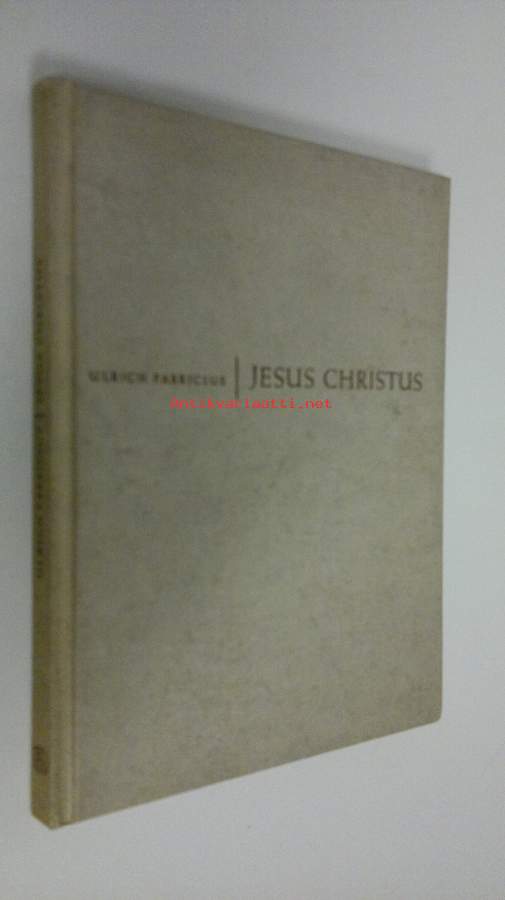 ULRICH FABRICIUS | JESUS CHRISTUS
Antikvariaatti.net